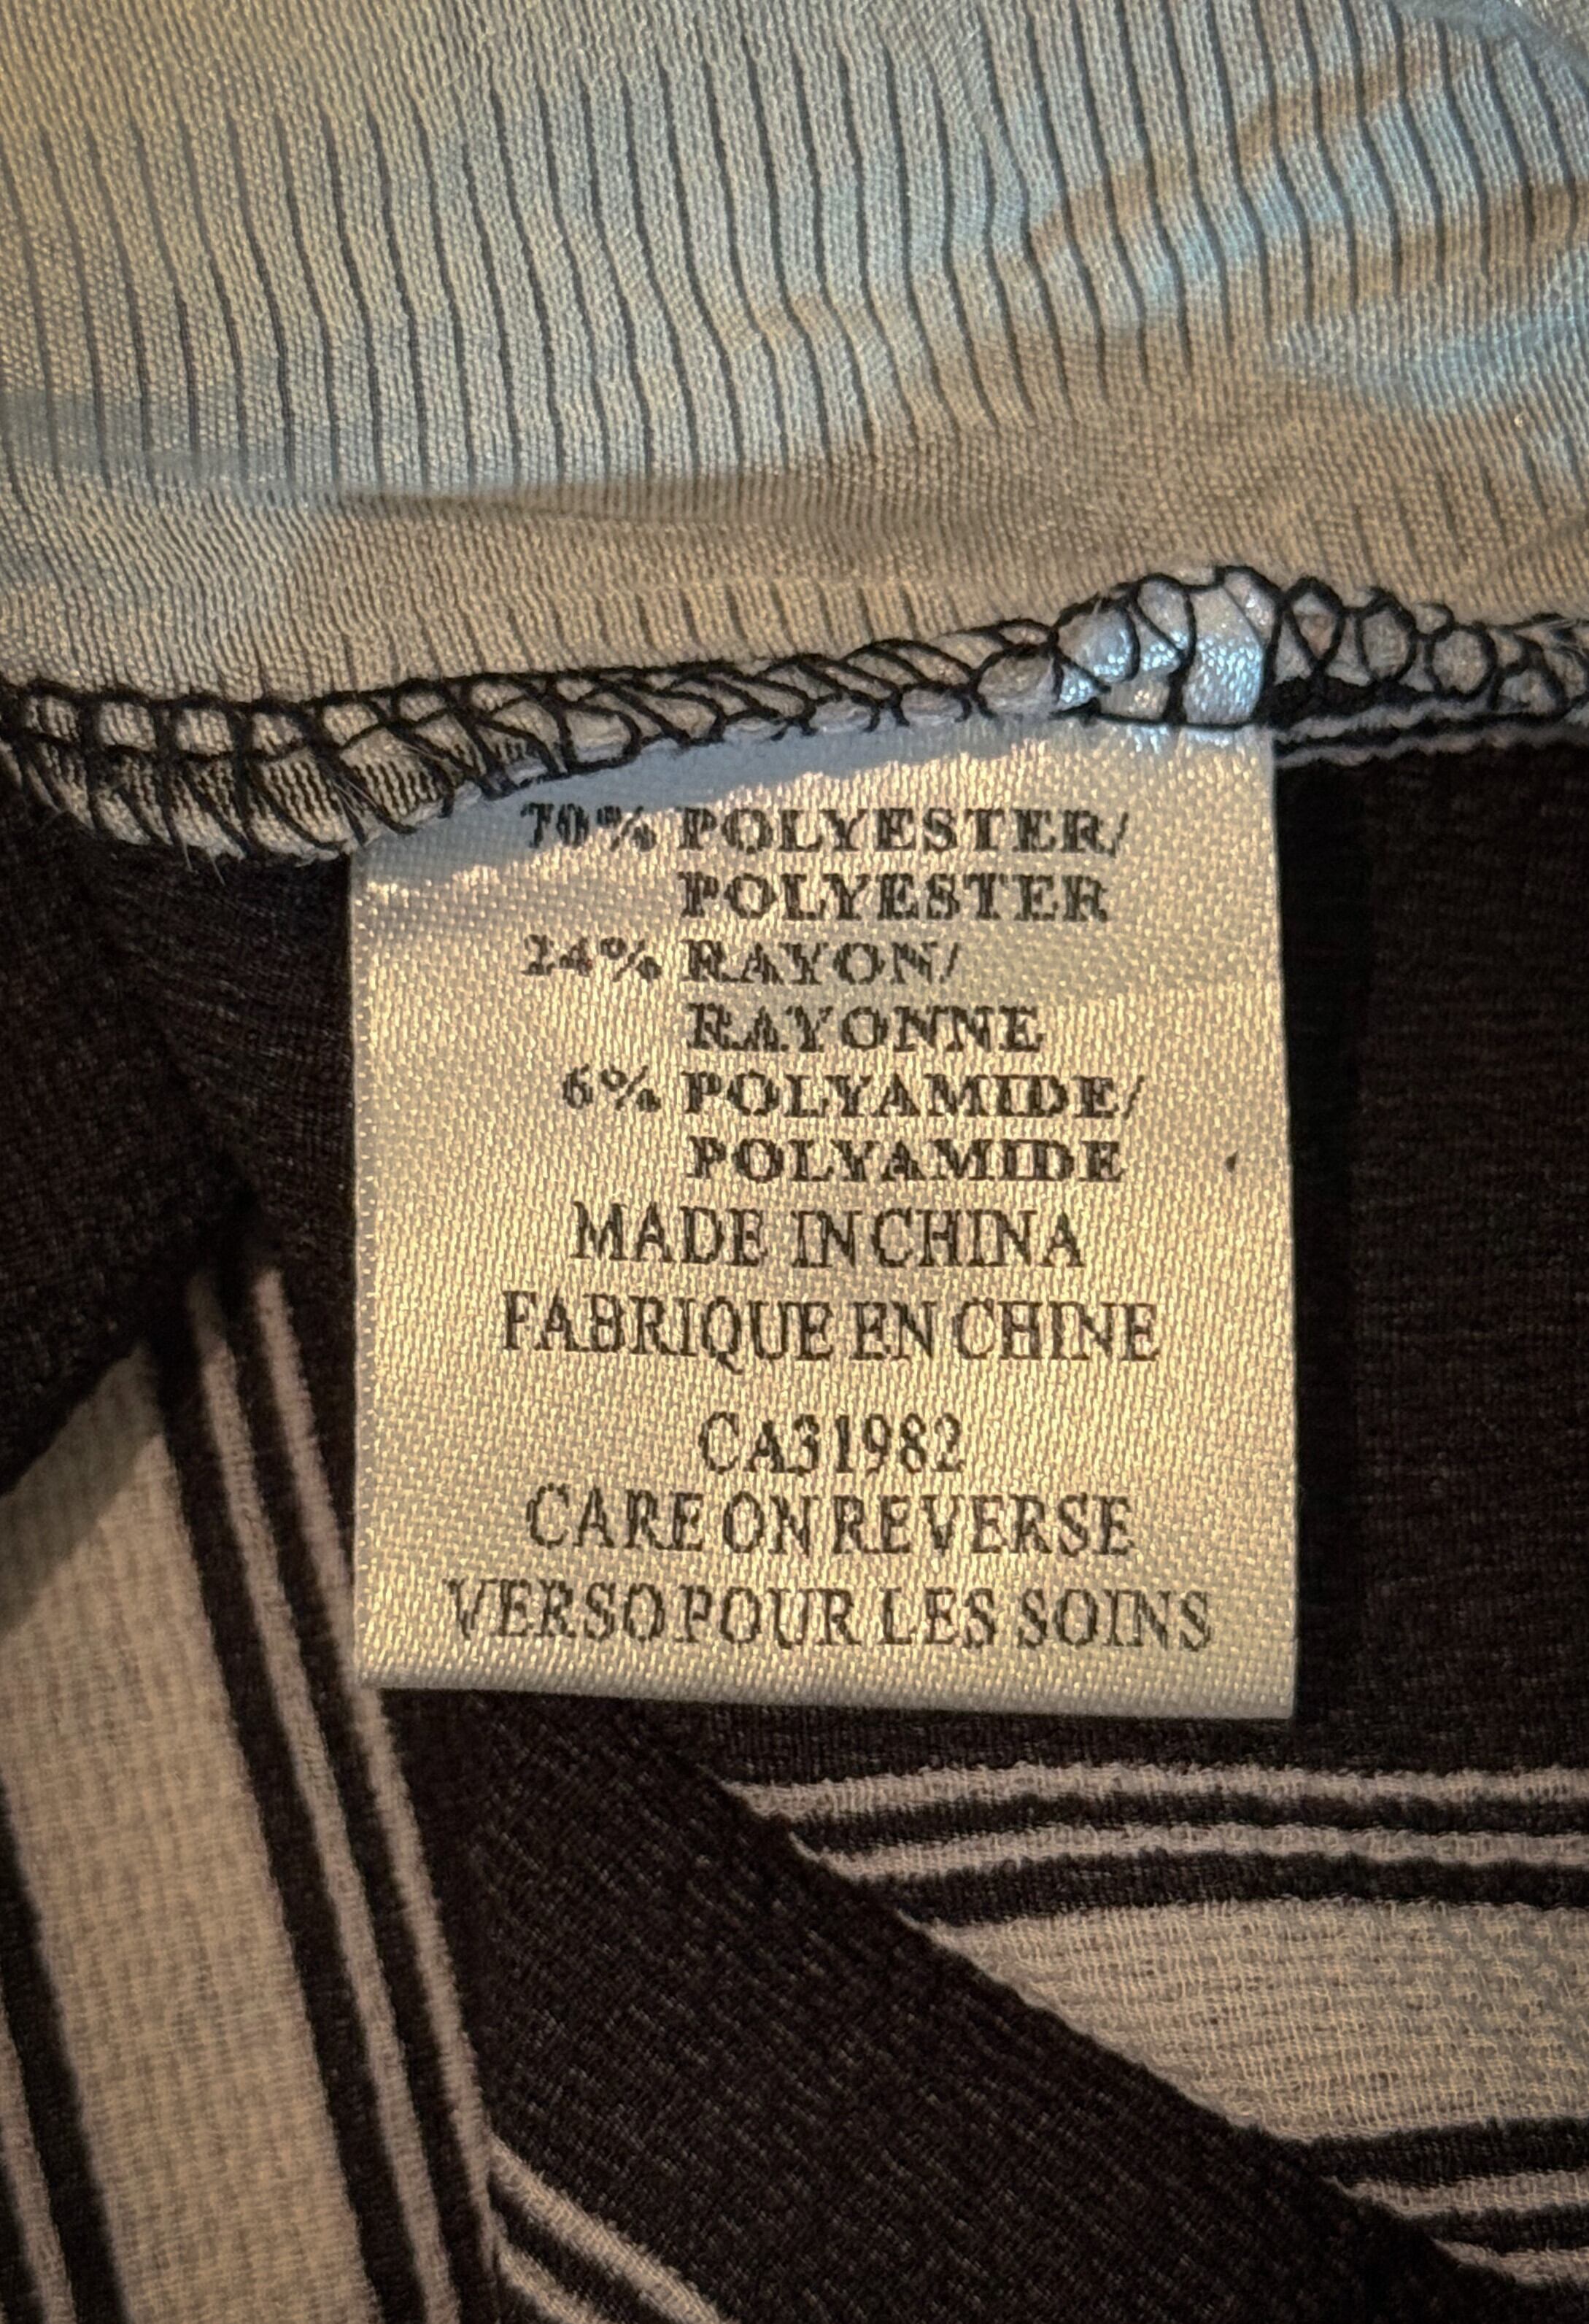 70% POLYESTER/
POLYESTER
24% RAYON/
RAYONNE
6% POLYAMIDE/
POLYAMIDE
MADE IN CHINA
FABRIQUE EN CHINE
CA31982
CARE ON REVERSE
VERSO POUR LES SOINS